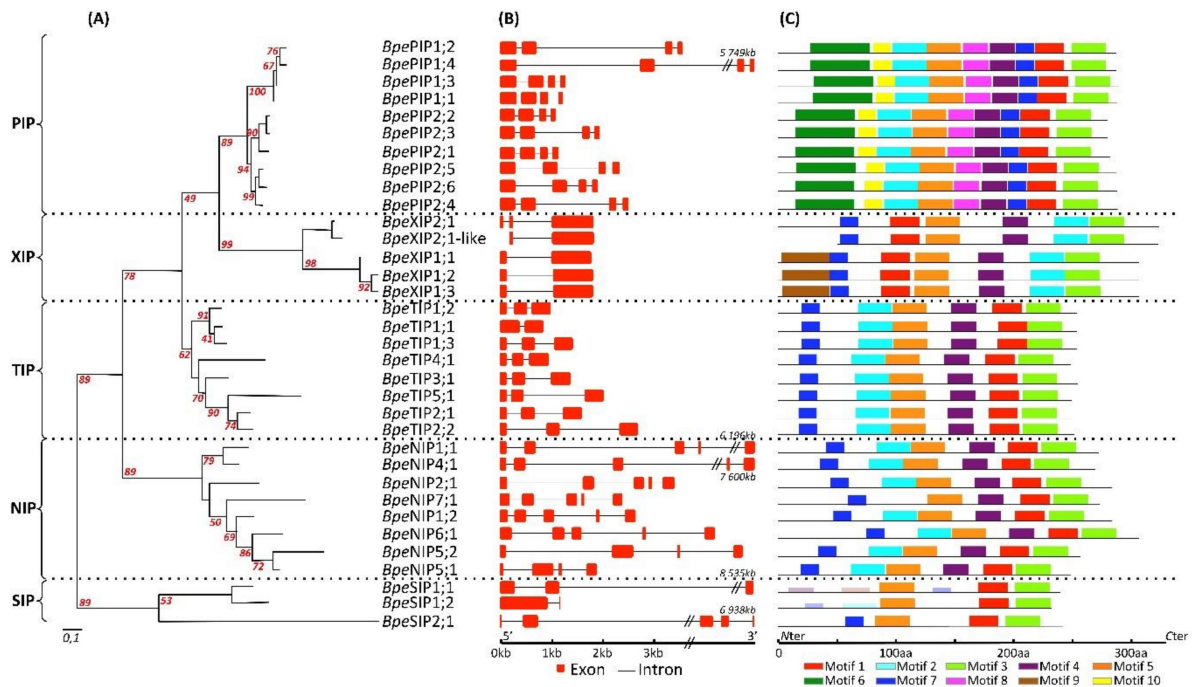 (A) (B) (C)
PIP
XIP
TIP
NIP
SIP
76
67
100
90
89
94
99
49
99
98
92
78
91
41
62
70
90
74
89
89
79
50
69
86
72
89
53
0,1
BpePIP1;2
BpePIP1;4
BpePIP1;3
BpePIP1;1
BpePIP2;2
BpePIP2;3
BpePIP2;1
BpePIP2;5
BpePIP2;6
BpePIP2;4
BpeXIP2;1
BpeXIP2;1-like
BpeXIP1;1
BpeXIP1;2
BpeXIP1;3
BpeTIP1;2
BpeTIP1;1
BpeTIP1;3
BpeTIP4;1
BpeTIP3;1
BpeTIP5;1
BpeTIP2;1
BpeTIP2;2
BpeNIP1;1
BpeNIP4;1
BpeNIP2;1
BpeNIP7;1
BpeNIP1;2
BpeNIP6;1
BpeNIP5;2
BpeNIP5;1
BpeSIP1;1
BpeSIP1;2
BpeSIP2;1
5 749kb
6 196kb
7 600kb
8 535kb
6 938kb
5' 3'
0kb 1kb 2kb 3kb
Exon Intron
Nter Cter
100aa 200aa 300aa
Motif 1 Motif 2 Motif 3 Motif 4 Motif 5
Motif 6 Motif 7 Motif 8 Motif 9 Motif 10